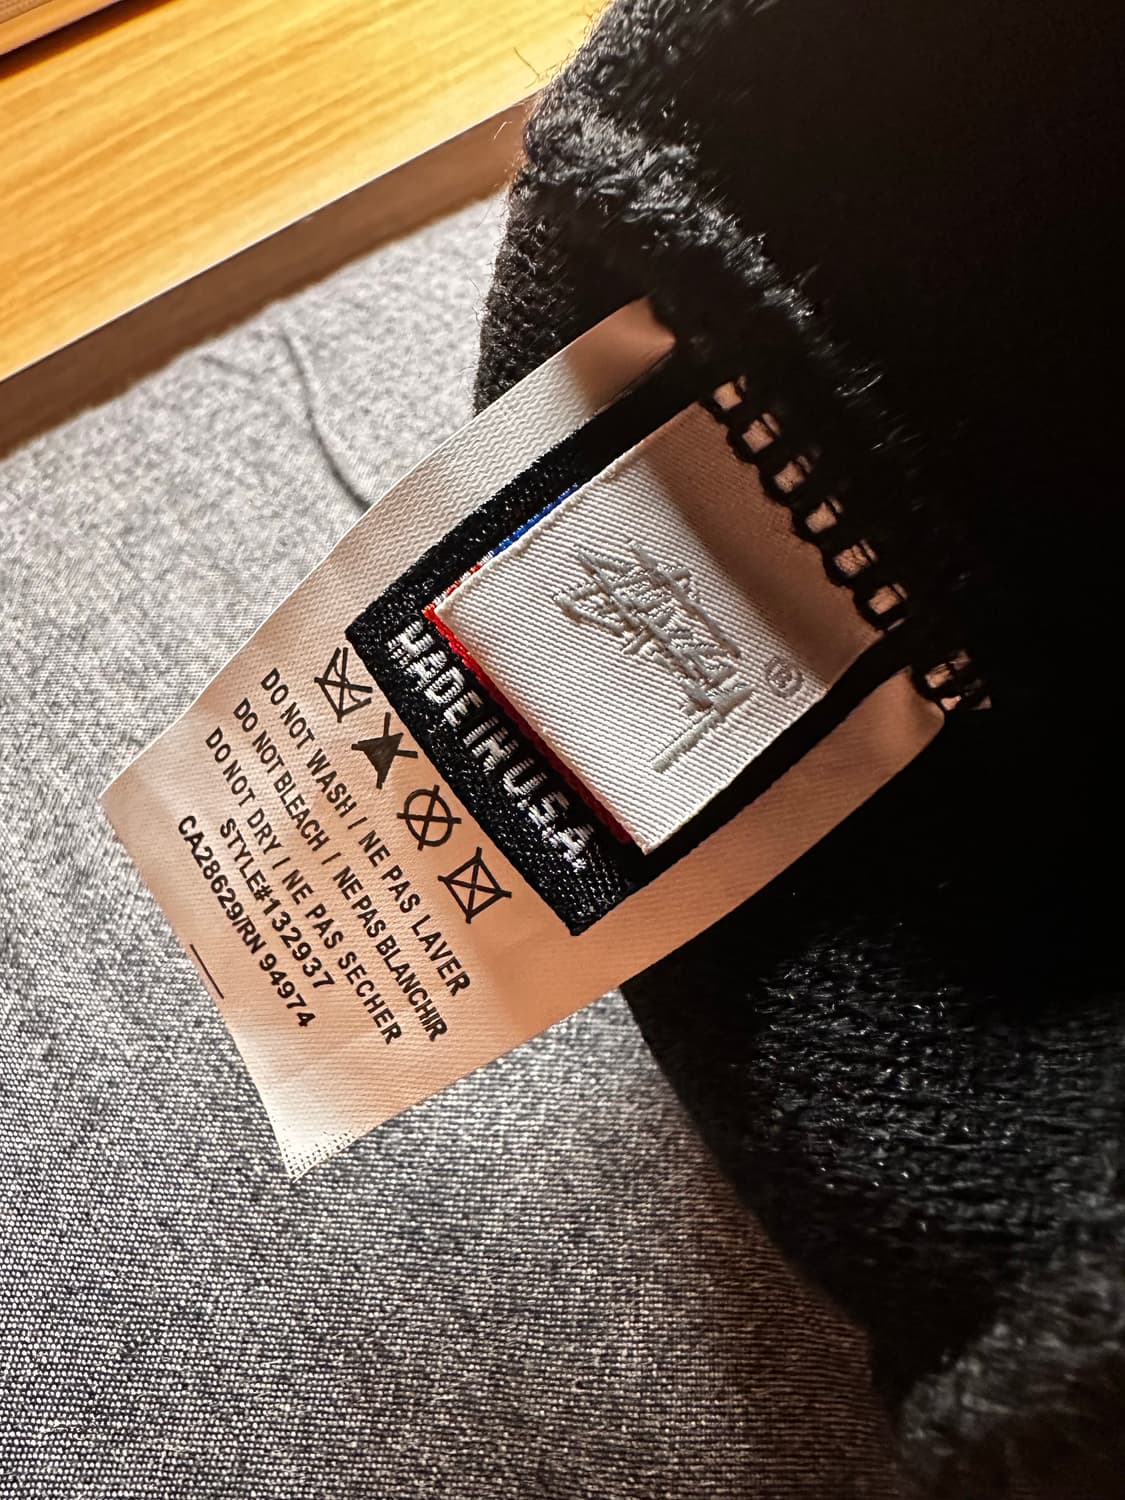 Stüssy ®
MADE IN U.S.A.
DO NOT WASH / NE PAS LAVER
DO NOT BLEACH / NE PAS BLANCHIR
DO NOT DRY / NE PAS SECHER
STYLE#132937
CA28629/RN 94974